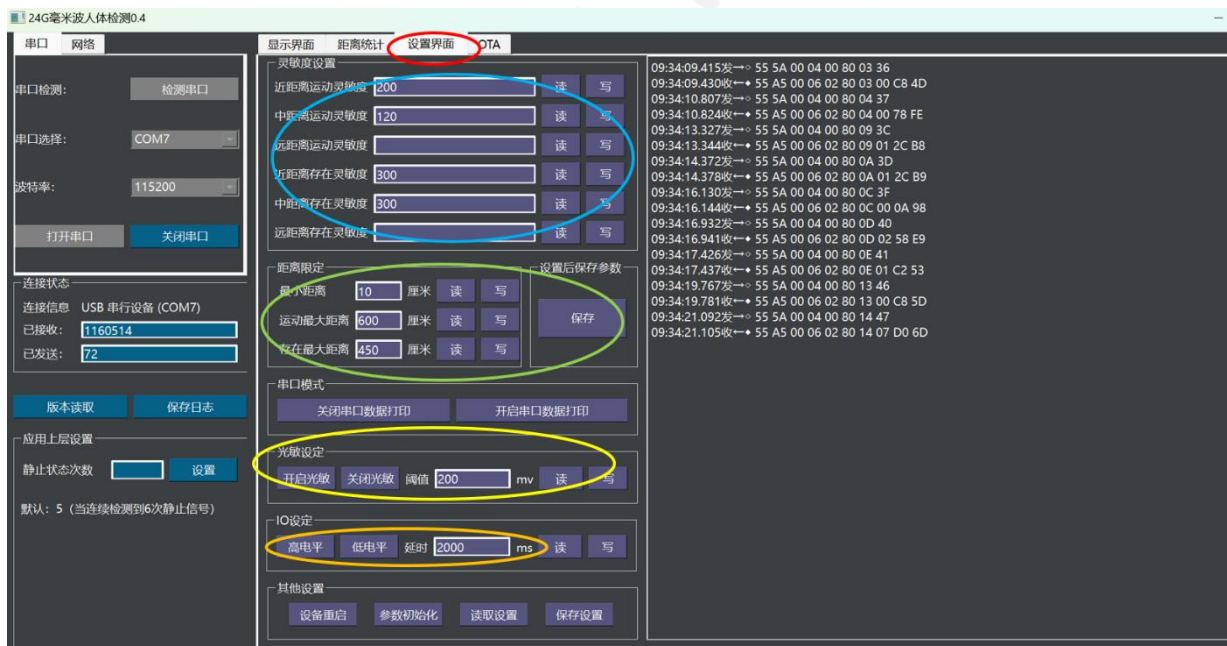 24G毫米波人体检测0.4
串口 网络
串口检测: 检测串口
串口选择: COM7
波特率: 115200
打开串口 关闭串口
连接状态
连接信息 USB 串行设备 (COM7)
已接收: 1160514
已发送: 72
版本读取 保存日志
应用上层设置
静止状态次数 设置
默认: 5 (当连续检测到6次静止信号)
显示界面 距离统计 设置界面 OTA
灵敏度设置
近距离运动灵敏度 200 读 写
中距离运动灵敏度 120 读 写
远距离运动灵敏度 读 写
近距离存在灵敏度 300 读 写
中距离存在灵敏度 300 读 写
远距离存在灵敏度 读 写
距离限定
最小距离 10 厘米 读 写
运动最大距离 600 厘米 读 写
存在最大距离 450 厘米 读 写
设置后保存参数
保存
串口模式
关闭串口数据打印 开启串口数据打印
光敏设定
开启光敏 关闭光敏 阈值 200 mv 读 写
IO设定
高电平 低电平 延时 2000 ms 读 写
其他设置
设备重启 参数初始化 读取设置 保存设置
09:34:09.415发→◇ 55 5A 00 04 00 80 03 36
09:34:09.430收←◆ 55 A5 00 06 02 80 03 00 C8 4D
09:34:10.807发→◇ 55 5A 00 04 00 80 04 37
09:34:10.824收←◆ 55 A5 00 06 02 80 04 00 78 FE
09:34:13.327发→◇ 55 5A 00 04 00 80 09 3C
09:34:13.344收←◆ 55 A5 00 06 02 80 09 01 2C B8
09:34:14.372发→◇ 55 5A 00 04 00 80 0A 3D
09:34:14.378收←◆ 55 A5 00 06 02 80 0A 01 2C B9
09:34:16.130发→◇ 55 5A 00 04 00 80 0C 3F
09:34:16.144收←◆ 55 A5 00 06 02 80 0C 00 0A 98
09:34:16.932发→◇ 55 5A 00 04 00 80 0D 40
09:34:16.941收←◆ 55 A5 00 06 02 80 0D 02 58 E9
09:34:17.426发→◇ 55 5A 00 04 00 80 0E 41
09:34:17.437收←◆ 55 A5 00 06 02 80 0E 01 C2 53
09:34:19.767发→◇ 55 5A 00 04 00 80 13 46
09:34:19.781收←◆ 55 A5 00 06 02 80 13 00 C8 5D
09:34:21.092发→◇ 55 5A 00 04 00 80 14 47
09:34:21.105收←◆ 55 A5 00 06 02 80 14 07 D0 6D